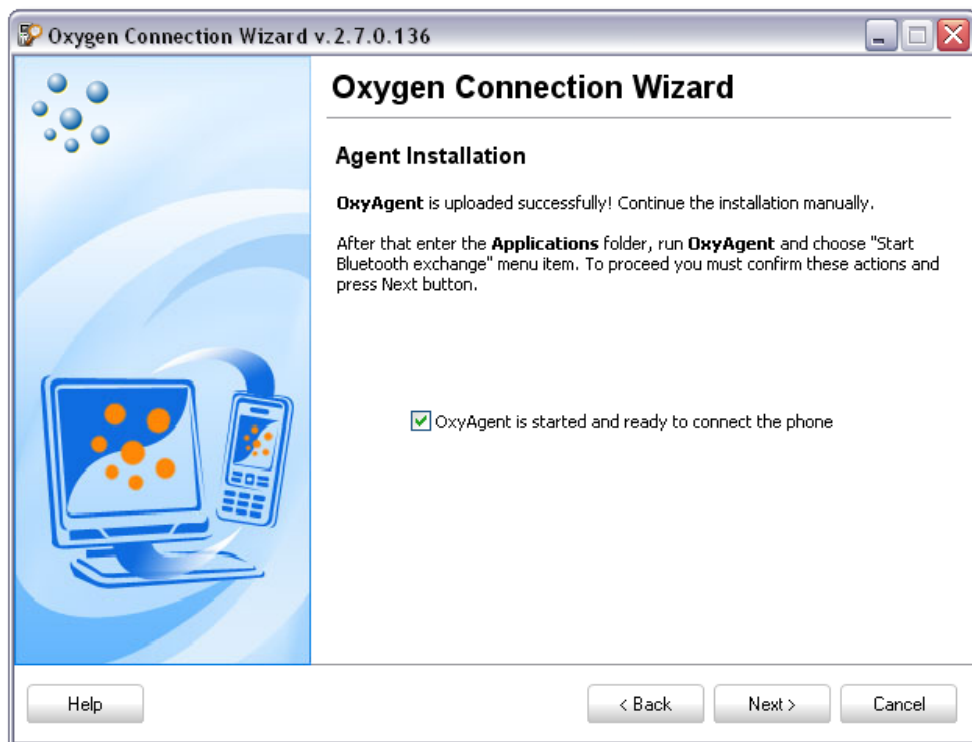 Oxygen Connection Wizard v.2.7.0.136
Oxygen Connection Wizard
Agent Installation
OxyAgent is uploaded successfully! Continue the installation manually.
After that enter the Applications folder, run OxyAgent and choose "Start
Bluetooth exchange" menu item. To proceed you must confirm these actions and
press Next button.
OxyAgent is started and ready to connect the phone
Help
< Back
Next >
Cancel